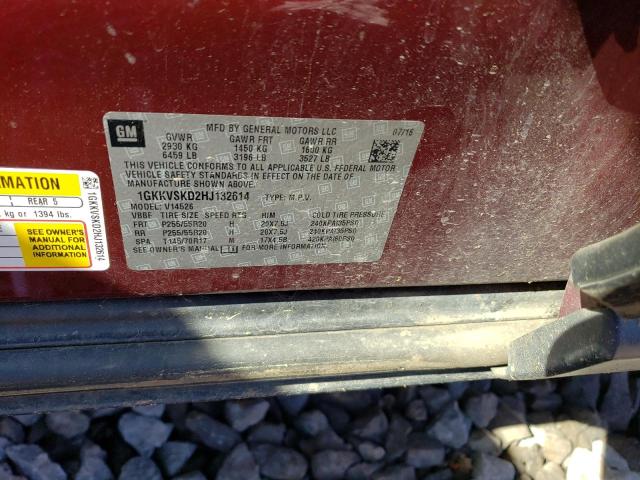 GM
MFD BY GENERAL MOTORS LLC 07/16
GVWR GAWR FRT GAWR RR
2930 KG 1450 KG 1600 KG
6459 LB 3196 LB 3527 LB
THIS VEHICLE CONFORMS TO ALL APPLICABLE U.S. FEDERAL MOTOR
VEHICLE SAFETY STANDARDS IN EFFECT ON THE DATE OF
MANUFACTURE SHOWN ABOVE.
1GKKVSKD2HJ132614 TYPE: M.P.V.
MODEL: V14526
TIRE SIZE SPEED RTG RIM COLD TIRE PRESSURE
FRT P255/55R20 H 20X7.5J 240KPA(35PSI)
RR P255/55R20 H 20X7.5J 240KPA(35PSI)
SPA T145/70R17 M 17X4.5B 420KPA(60PSI)
SEE OWNER'S MANUAL FOR MORE INFORMATION.
MATION
REAR 5
kg or 1394 lbs.
SEE OWNER'S
MANUAL FOR
ADDITIONAL
INFORMATION
1GKKVSKD2HJ132614